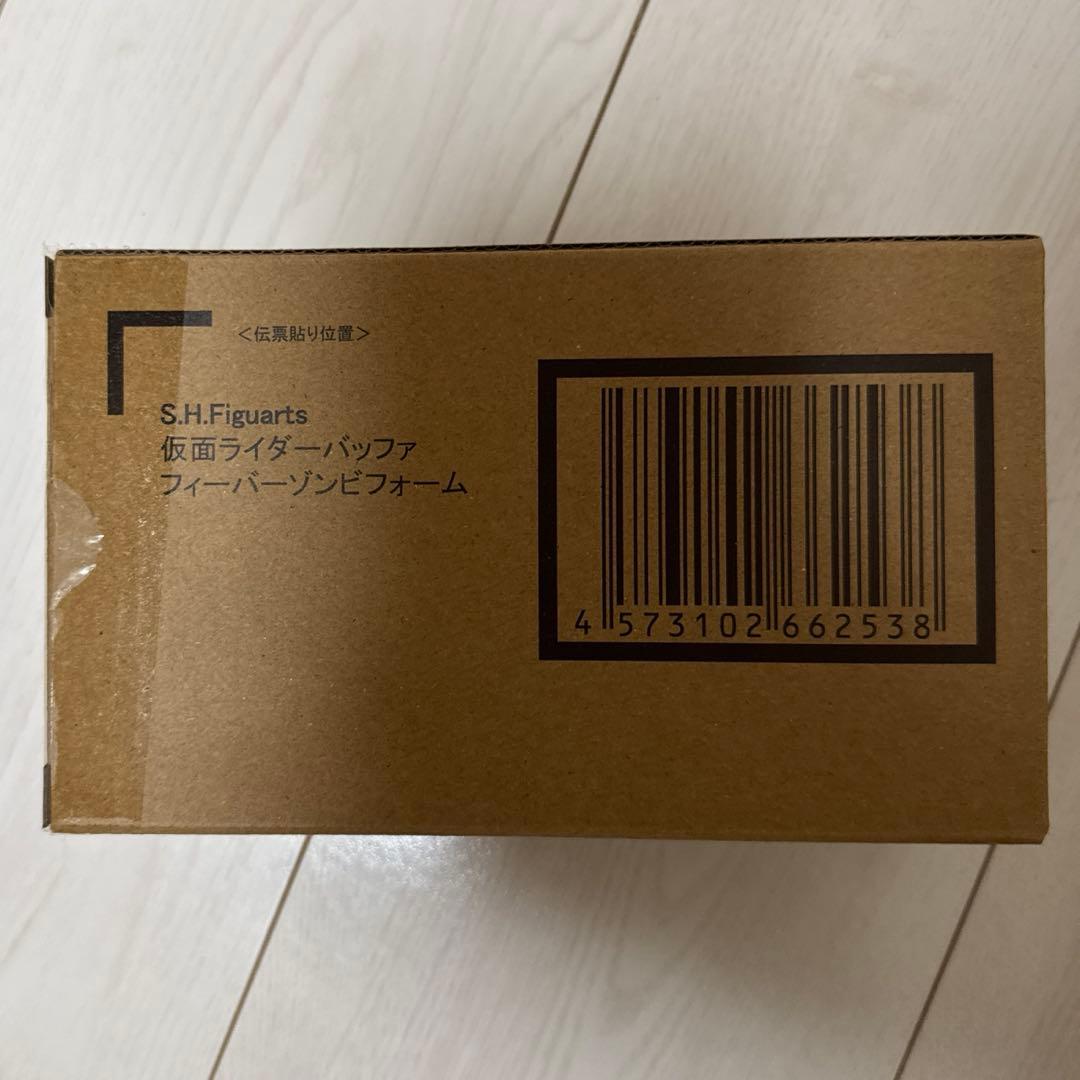 <伝票貼り位置>
S.H.Figuarts
仮面ライダーバッファ
フィーバーゾンビフォーム
4 573102 662538